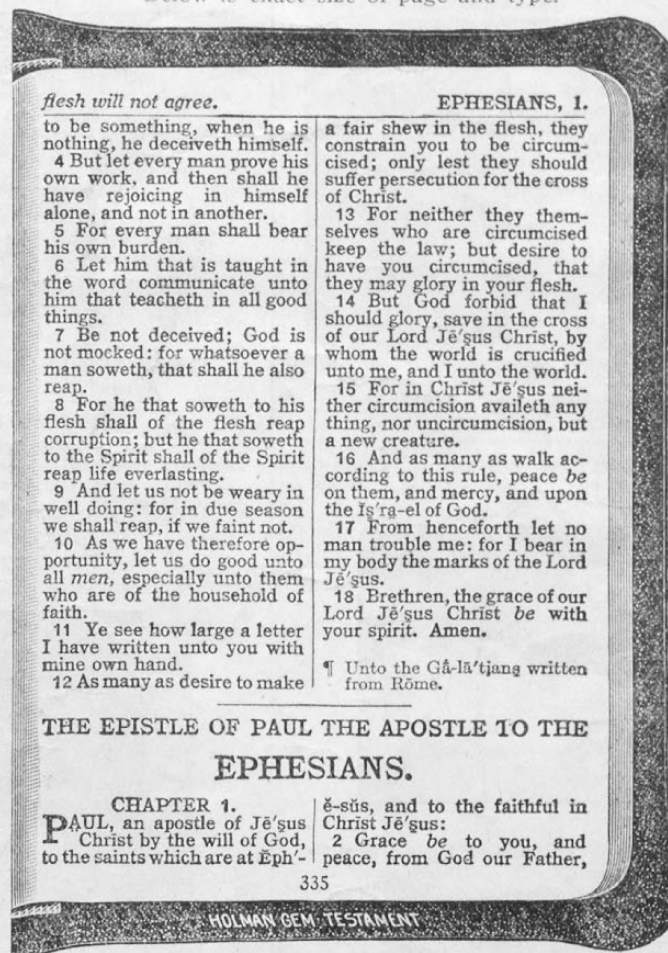 Below is exact size of page and type.
flesh will not agree.
EPHESIANS, 1.
to be something, when he is
nothing, he deceiveth himself.
4 But let every man prove his
own work, and then shall he
have rejoicing in himself
alone, and not in another.
5 For every man shall bear
his own burden.
6 Let him that is taught in
the word communicate unto
him that teacheth in all good
things.
7 Be not deceived; God is
not mocked: for whatsoever a
man soweth, that shall he also
reap.
8 For he that soweth to his
flesh shall of the flesh reap
corruption; but he that soweth
to the Spirit shall of the Spirit
reap life everlasting.
9 And let us not be weary in
well doing: for in due season
we shall reap, if we faint not.
10 As we have therefore op-
portunity, let us do good unto
all men, especially unto them
who are of the household of
faith.
11 Ye see how large a letter
I have written unto you with
mine own hand.
12 As many as desire to make
a fair shew in the flesh, they
constrain you to be circum-
cised; only lest they should
suffer persecution for the cross
of Christ.
13 For neither they them-
selves who are circumcised
keep the law; but desire to
have you circumcised, that
they may glory in your flesh.
14 But God forbid that I
should glory, save in the cross
of our Lord Jē'ṣus Christ, by
whom the world is crucified
unto me, and I unto the world.
15 For in Chrīst Jē'ṣus nei-
ther circumcision availeth any
thing, nor uncircumcision, but
a new creature.
16 And as many as walk ac-
cording to this rule, peace be
on them, and mercy, and upon
the Ĭṣ'rạ-el of God.
17 From henceforth let no
man trouble me: for I bear in
my body the marks of the Lord
Jē'ṣus.
18 Brethren, the grace of our
Lord Jē'ṣus Chrīst be with
your spirit. Amen.
¶ Unto the Gȧ-lā'tjanṣ written
from Rōme.
THE EPISTLE OF PAUL THE APOSTLE TO THE
EPHESIANS.
CHAPTER 1.
PAUL, an apostle of Jē'ṣus
Chrīst by the will of God,
to the saints which are at Ĕph'-
ĕ-sŭs, and to the faithful in
Chrīst Jē'ṣus:
2 Grace be to you, and
peace, from God our Father,
335
HOLMAN GEM TESTAMENT